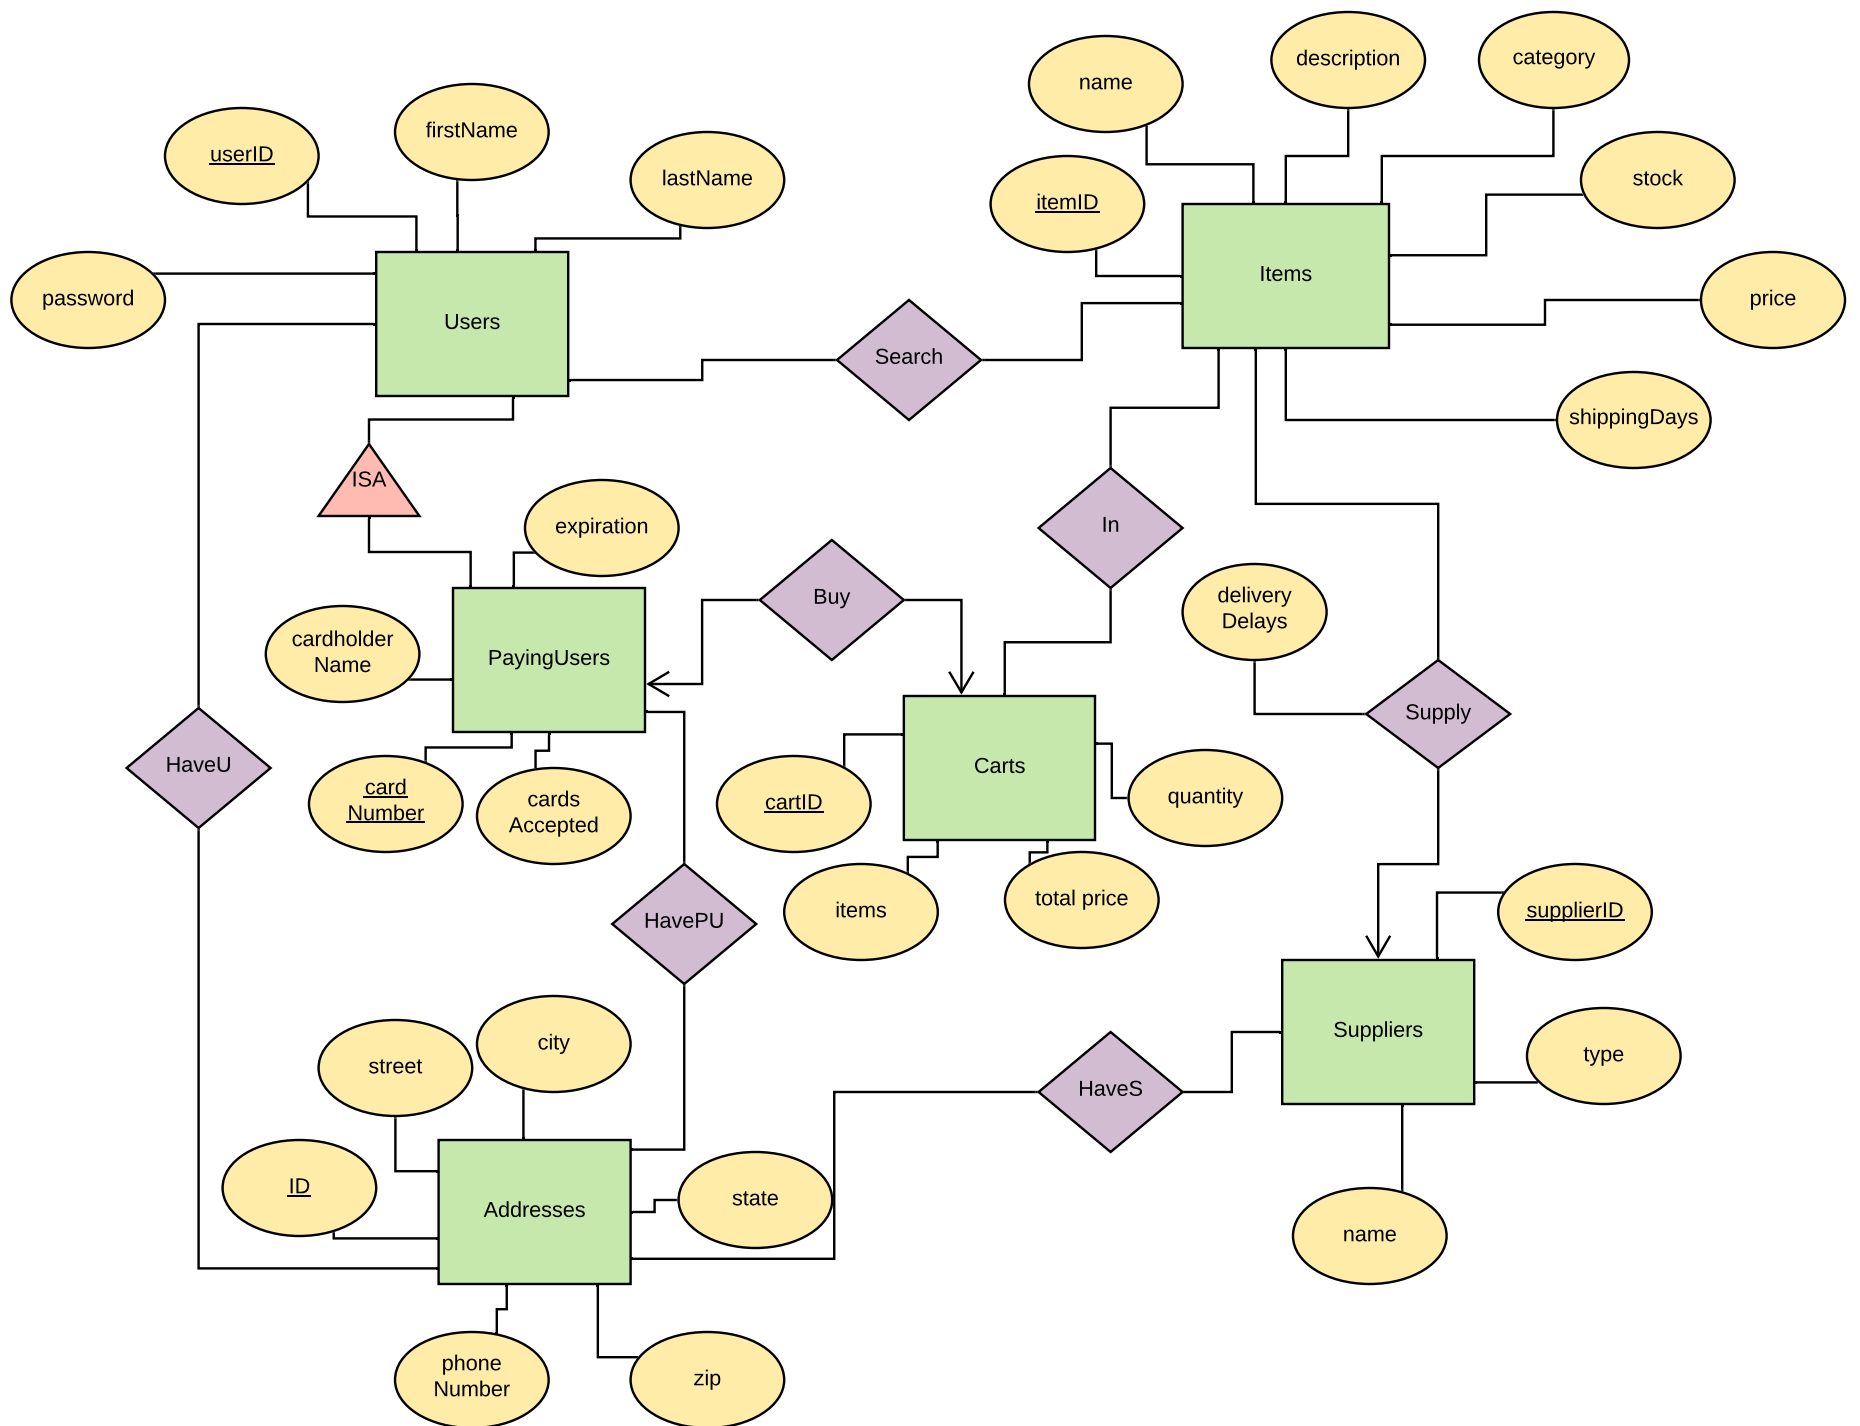 description
category
name
firstName
userID
lastName
stock
itemID
Items
password
price
Users
Search
shippingDays
ISA
expiration
In
Buy
delivery
Delays
cardholder
Name
PayingUsers
Supply
HaveU
Carts
card
Number
cards
Accepted
cartID
quantity
items
total price
HavePU
supplierID
Suppliers
city
street
type
HaveS
ID
state
Addresses
name
phone
Number
zip